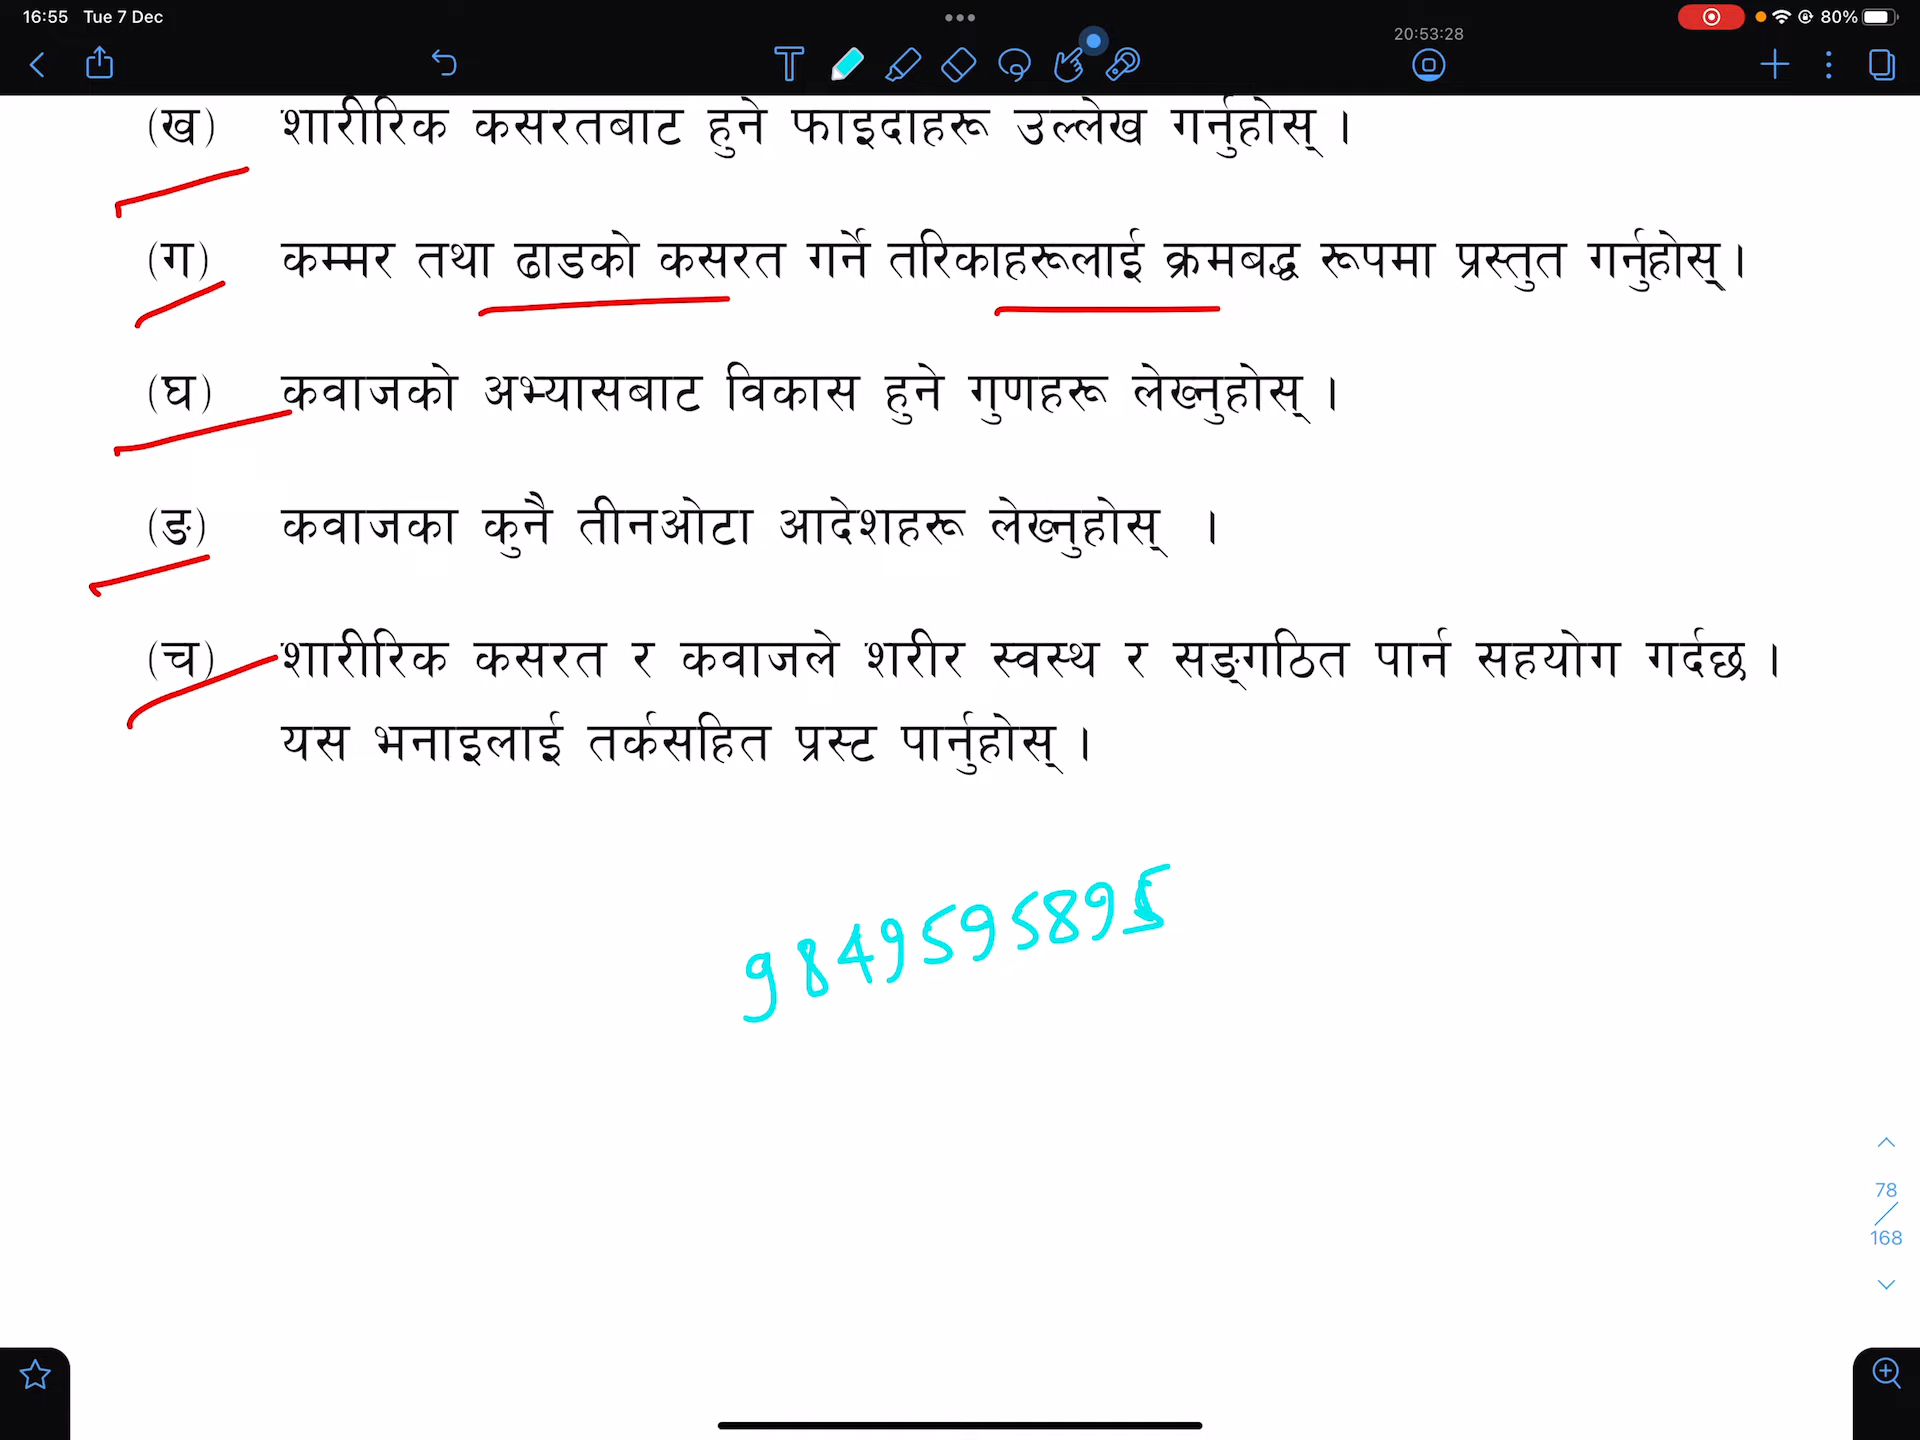 16:55 Tue 7 Dec
80%
20:53:28
(ख) शारीरिक कसरतबाट हुने फाइदाहरू उल्लेख गर्नुहोस् ।
(ग) कम्मर तथा ढाडको कसरत गर्ने तरिकाहरूलाई क्रमबद्ध रूपमा प्रस्तुत गर्नुहोस् ।
(घ) कवाजको अभ्यासबाट विकास हुने गुणहरू लेख्नुहोस् ।
(ङ) कवाजका कुनै तीनओटा आदेशहरू लेख्नुहोस् ।
(च) शारीरिक कसरत र कवाजले शरीर स्वस्थ र सङ्गठित पार्न सहयोग गर्दछ ।
यस भनाइलाई तर्कसहित प्रस्ट पार्नुहोस् ।
9849595895
78
168